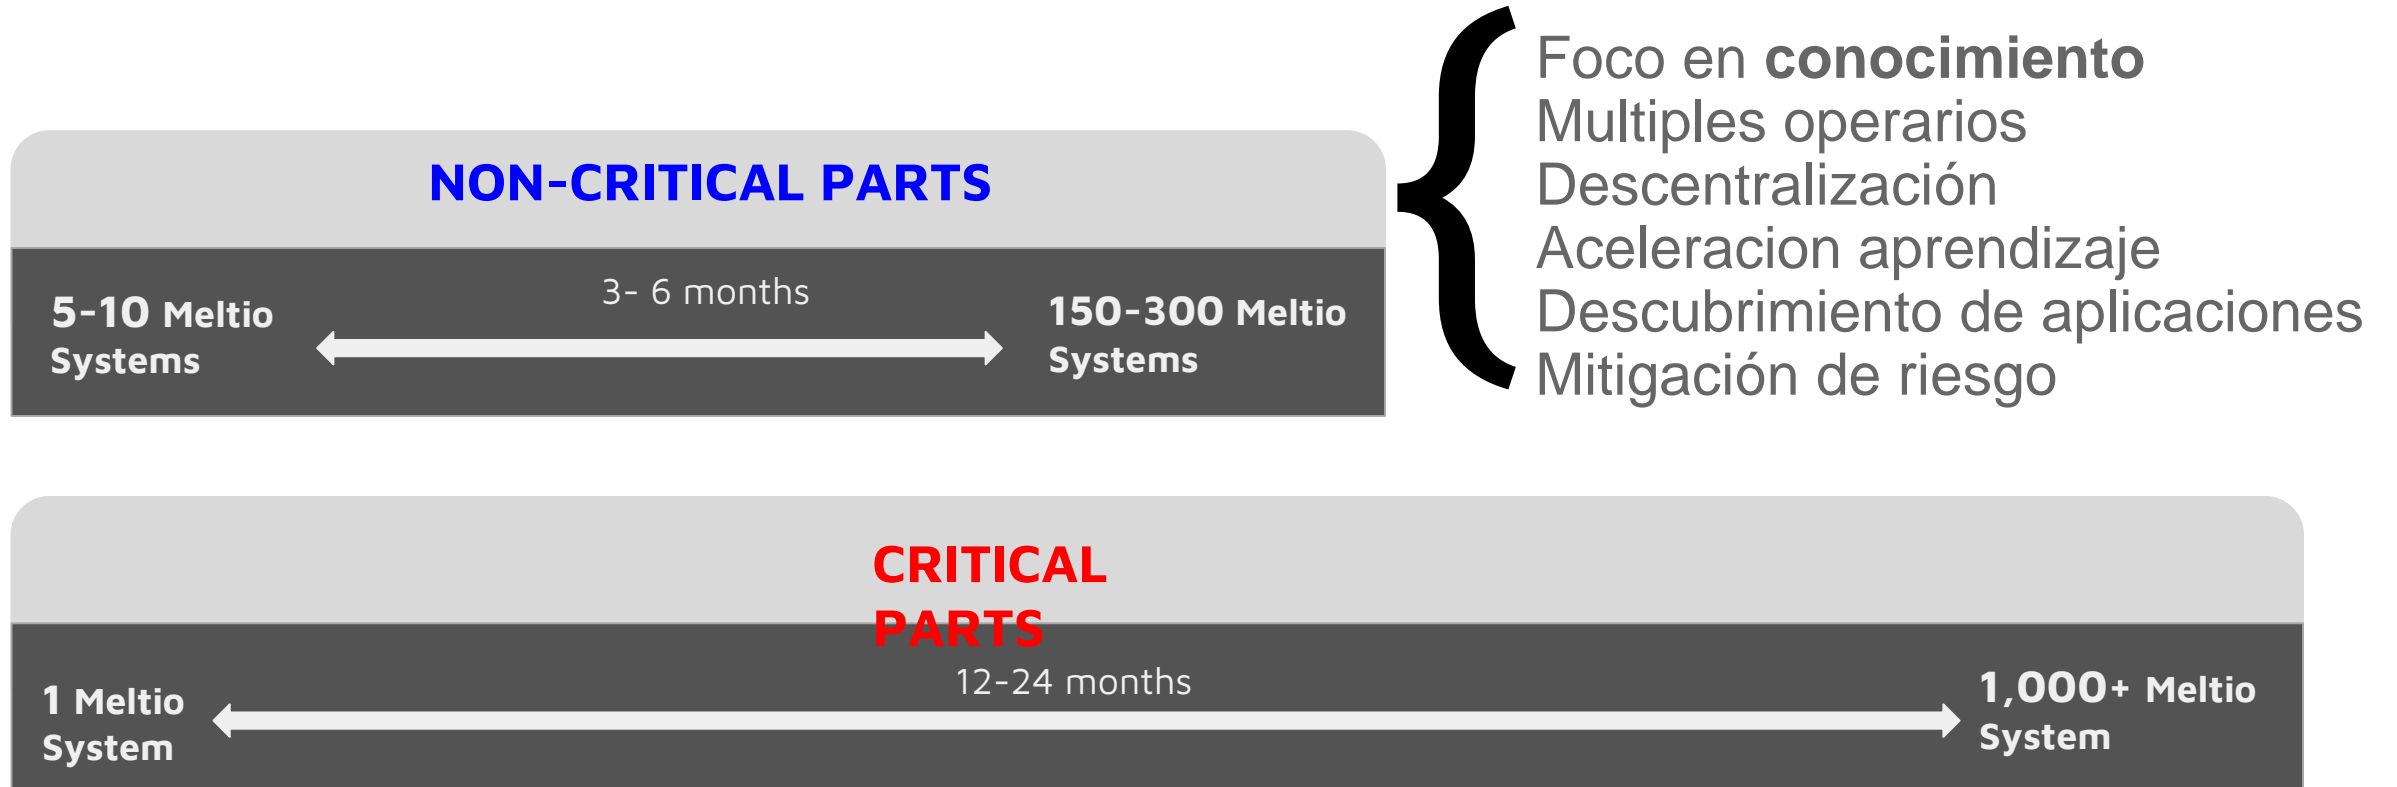 Foco en conocimiento
Multiples operarios
Descentralización
Aceleracion aprendizaje
Descubrimiento de aplicaciones
Mitigación de riesgo
NON-CRITICAL PARTS
5-10 Meltio
Systems
3- 6 months
150-300 Meltio
Systems
CRITICAL
PARTS
1 Meltio
System
12-24 months
1,000+ Meltio
System